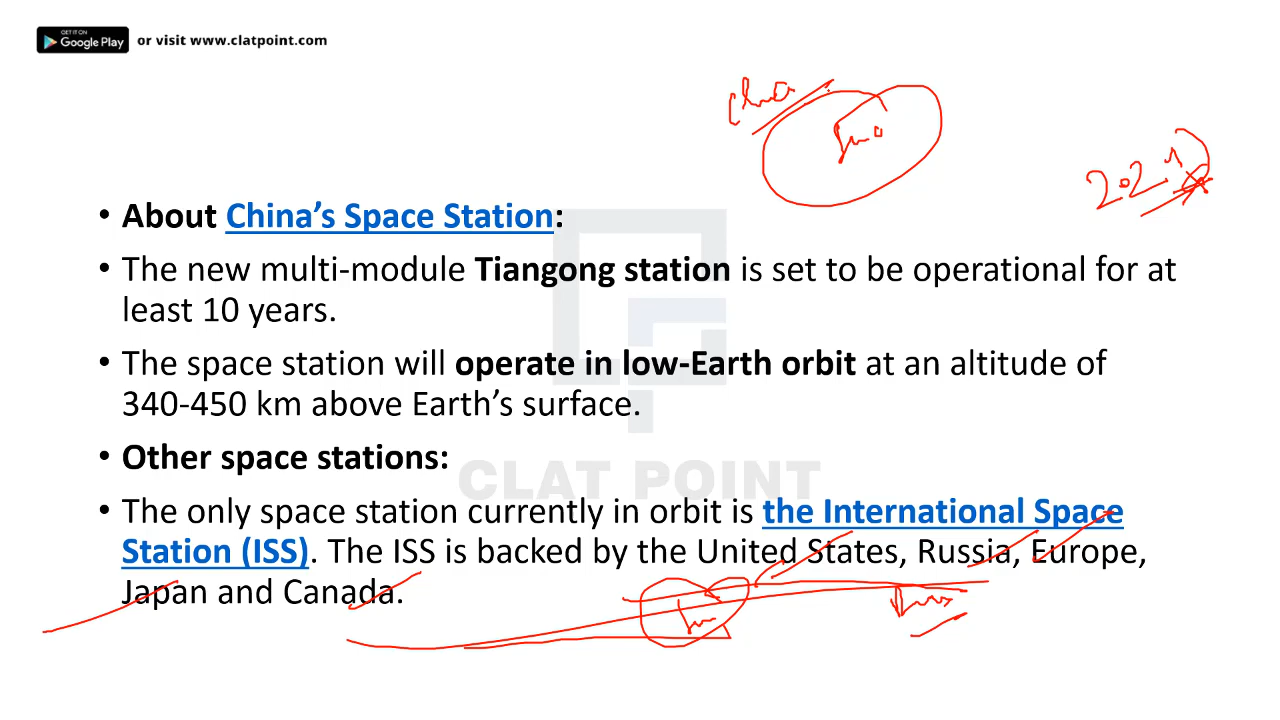 GET IT ON
Google Play
or visit www.clatpoint.com
China
• About China's Space Station:
• The new multi-module Tiangong station is set to be operational for at
least 10 years.
• The space station will operate in low-Earth orbit at an altitude of
340-450 km above Earth's surface.
• Other space stations:
CLAT POINT
• The only space station currently in orbit is the International Space
Station (ISS). The ISS is backed by the United States, Russia, Europe,
Japan and Canada.